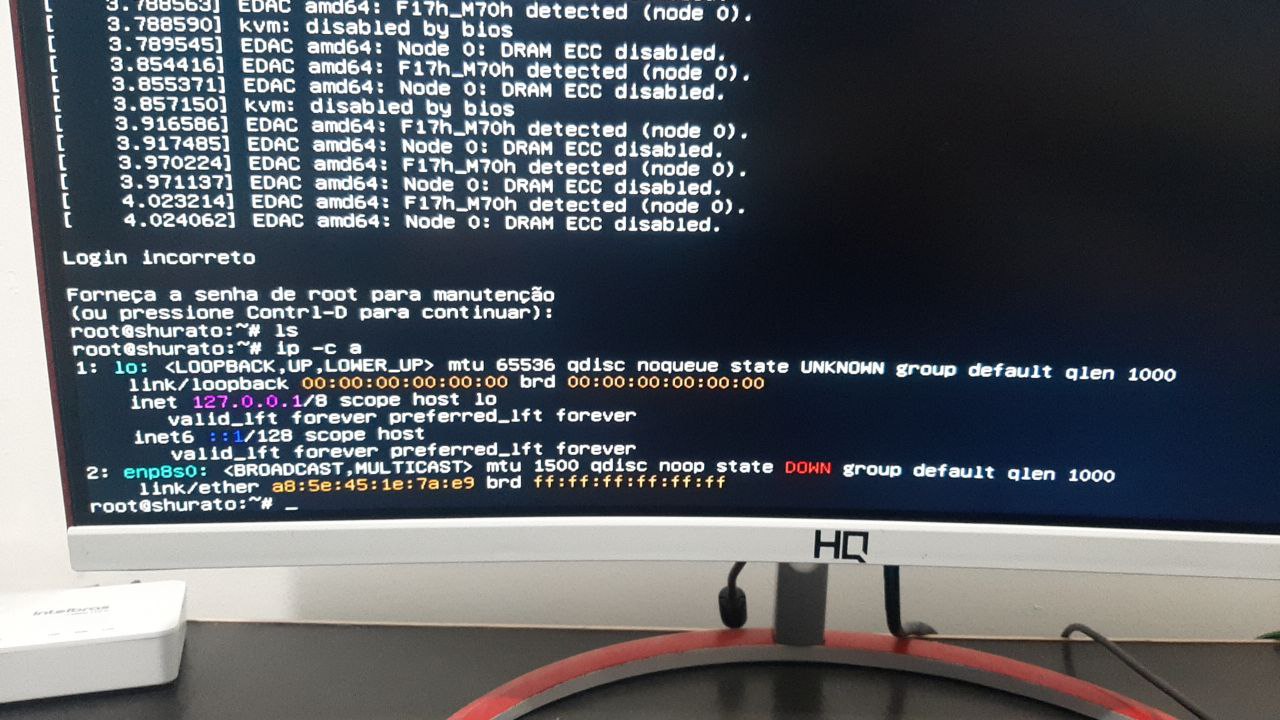 [    3.788563] EDAC amd64: F17h_M70h detected (node 0).
[    3.788590] kvm: disabled by bios
[    3.789545] EDAC amd64: Node 0: DRAM ECC disabled.
[    3.854416] EDAC amd64: F17h_M70h detected (node 0).
[    3.855371] EDAC amd64: Node 0: DRAM ECC disabled.
[    3.857150] kvm: disabled by bios
[    3.916586] EDAC amd64: F17h_M70h detected (node 0).
[    3.917485] EDAC amd64: Node 0: DRAM ECC disabled.
[    3.970224] EDAC amd64: F17h_M70h detected (node 0).
[    3.971137] EDAC amd64: Node 0: DRAM ECC disabled.
[    4.023214] EDAC amd64: F17h_M70h detected (node 0).
[    4.024062] EDAC amd64: Node 0: DRAM ECC disabled.
Login incorreto
Forneça a senha de root para manutenção
(ou pressione Contrl-D para continuar):
root@shurato:~# ls
root@shurato:~# ip -c a
1: lo: <LOOPBACK,UP,LOWER_UP> mtu 65536 qdisc noqueue state UNKNOWN group default qlen 1000
link/loopback 00:00:00:00:00:00 brd 00:00:00:00:00:00
inet 127.0.0.1/8 scope host lo
valid_lft forever preferred_lft forever
inet6 ::1/128 scope host
valid_lft forever preferred_lft forever
2: enp8s0: <BROADCAST,MULTICAST> mtu 1500 qdisc noop state DOWN group default qlen 1000
link/ether a8:5e:45:1e:7a:e9 brd ff:ff:ff:ff:ff:ff
root@shurato:~# _
HQ
intelbras